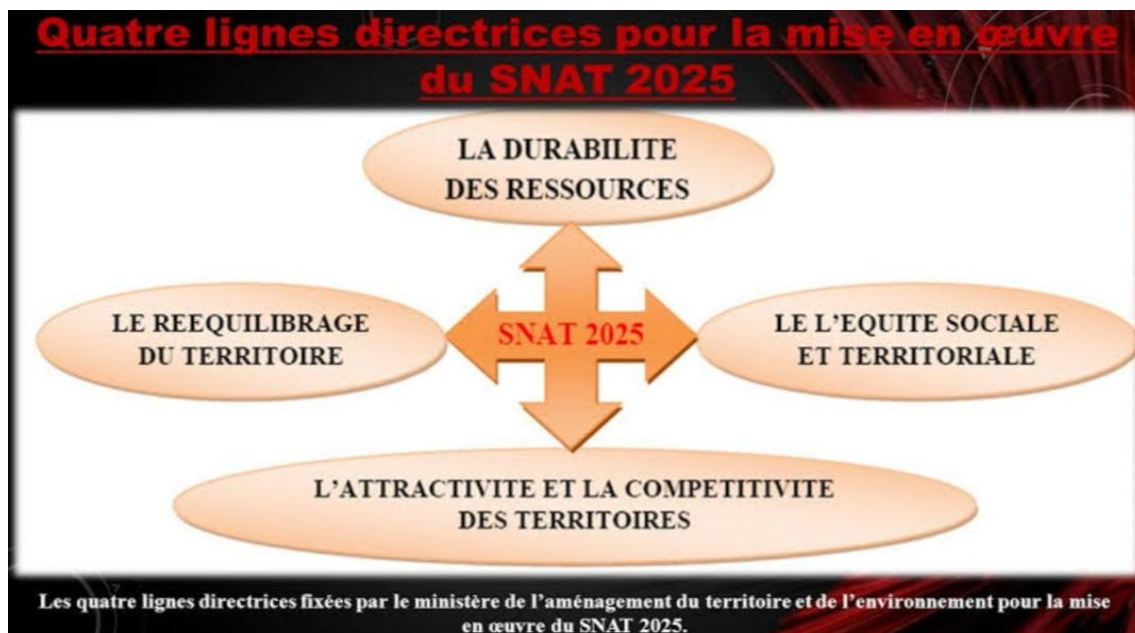 Quatre lignes directrices pour la mise en œuvre
du SNAT 2025
LA DURABILITE
DES RESSOURCES
LE REEQUILIBRAGE
DU TERRITOIRE
SNAT 2025
LE L'EQUITE SOCIALE
ET TERRITORIALE
L'ATTRACTIVITE ET LA COMPETITIVITE
DES TERRITOIRES
Les quatre lignes directrices fixées par le ministère de l'aménagement du territoire et de l'environnement pour la mise
en œuvre du SNAT 2025.